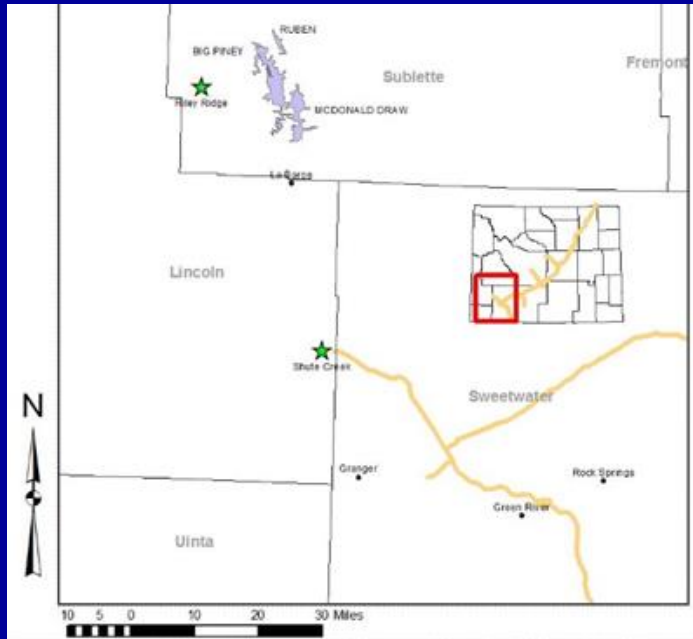 RUBEN
BIG PINEY
Sublette
Fremont
Riley Ridge
MCDONALD DRAW
La Barge
Lincoln
Shute Creek
Sweetwater
N
Granger
Rock Springs
Green River
Uinta
10 5 0 10 20 30 Miles